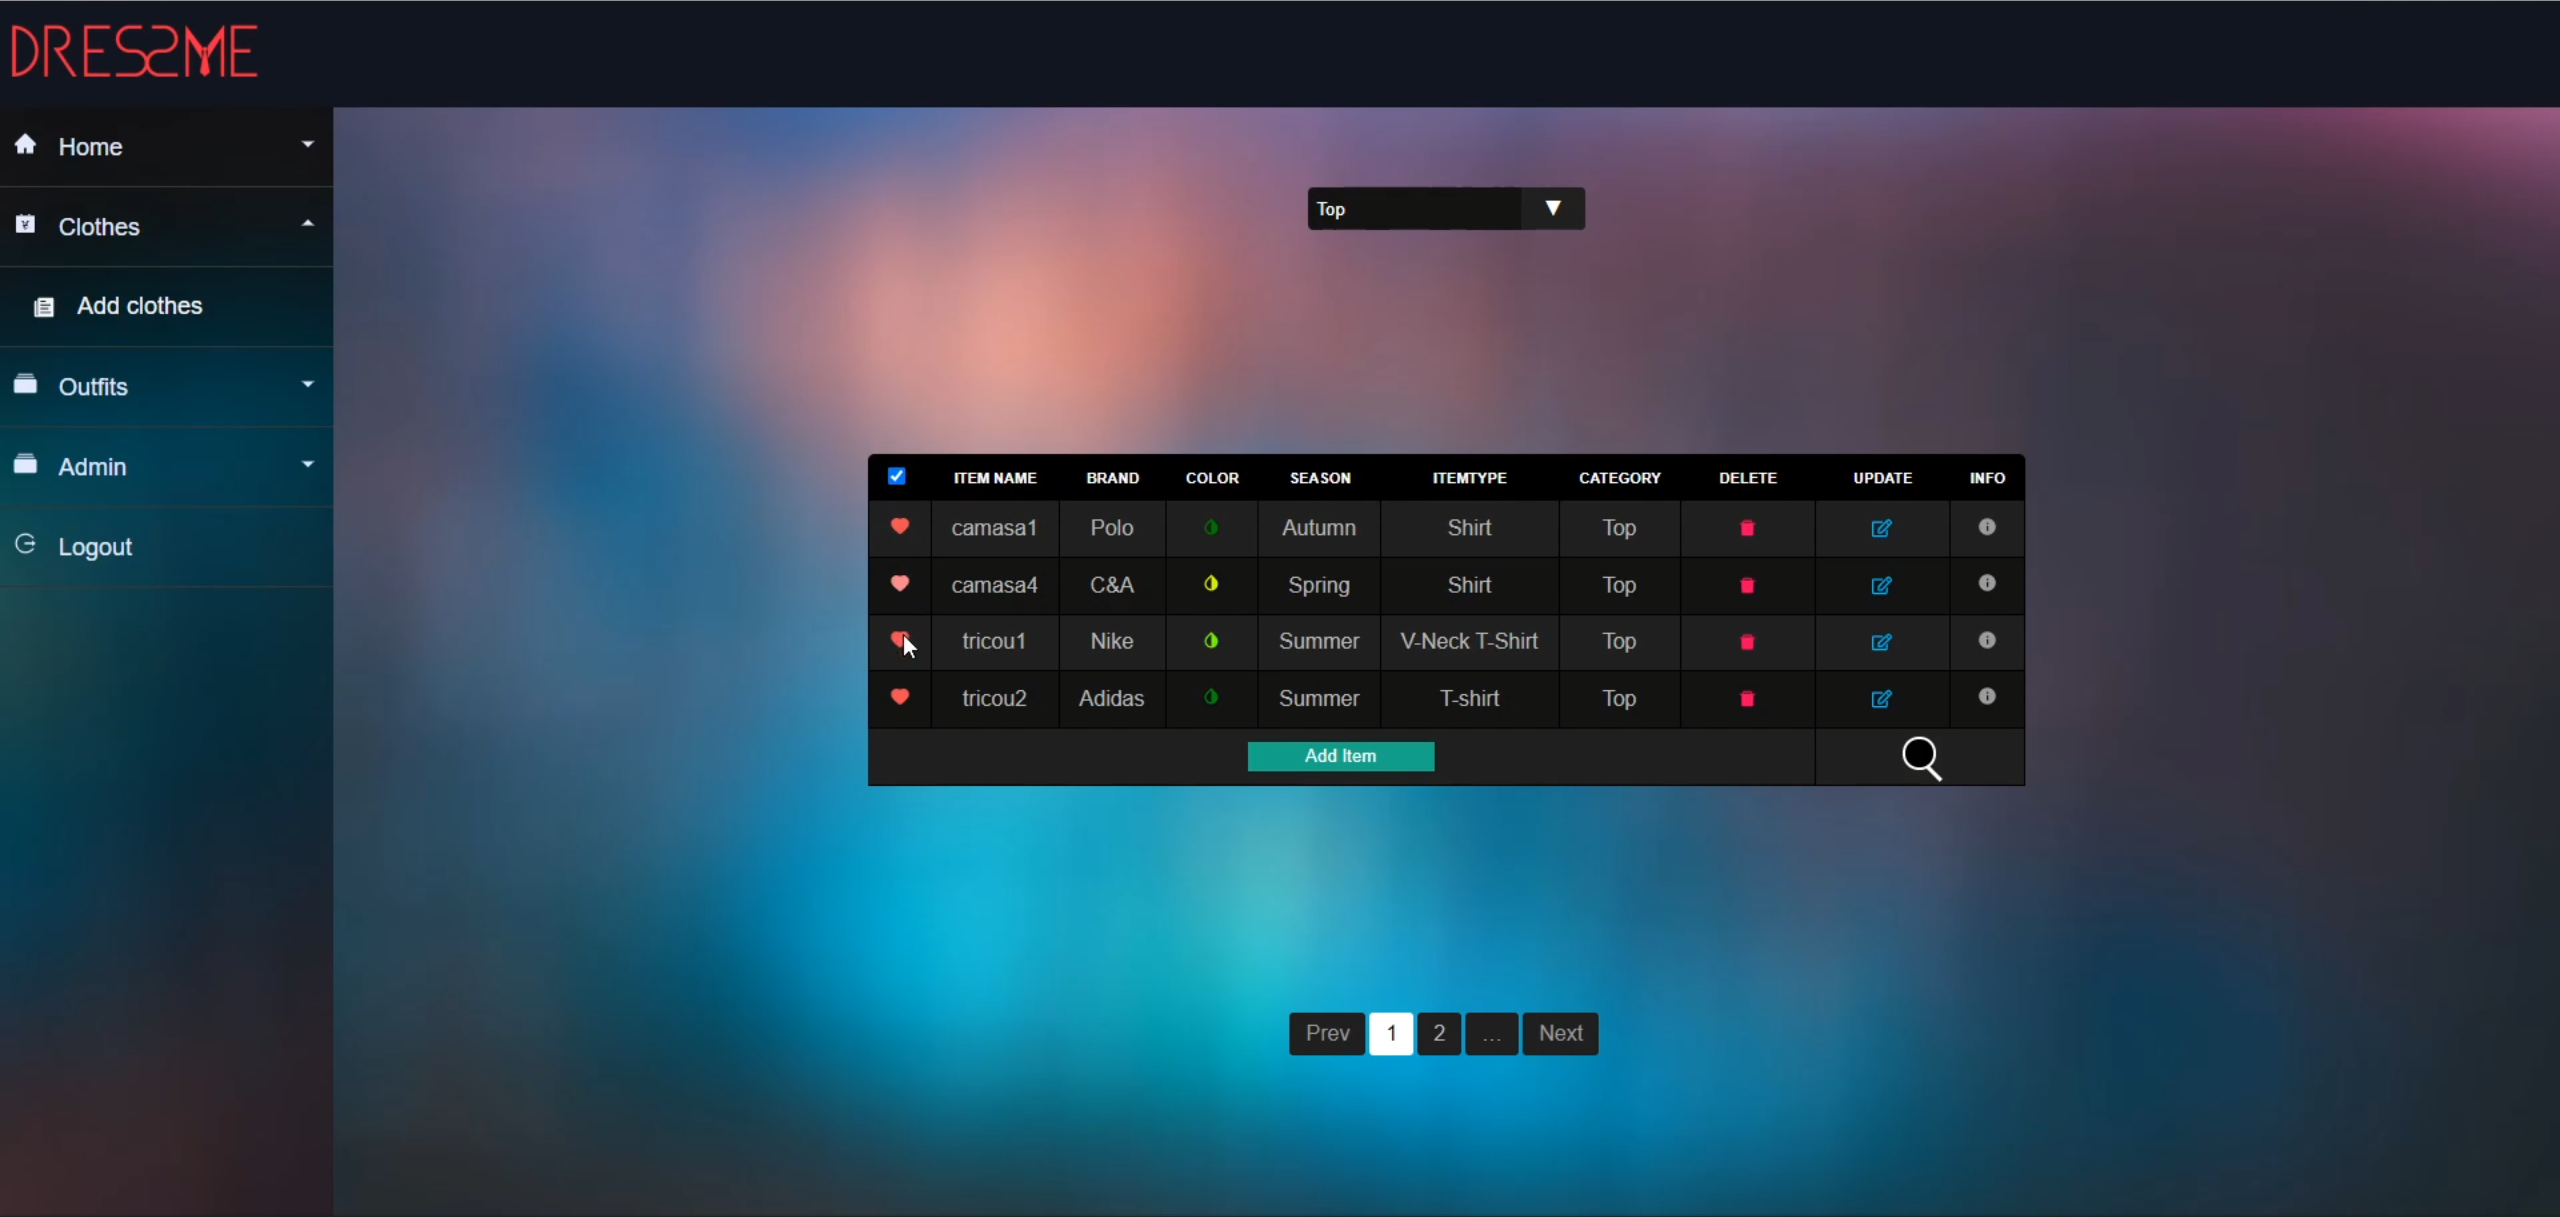 DRESSME
Home
Clothes
Add clothes
Outfits
Admin
Logout
Top
ITEM NAME BRAND COLOR SEASON ITEMTYPE CATEGORY DELETE UPDATE INFO
camasa1 Polo Autumn Shirt Top
camasa4 C&A Spring Shirt Top
tricou1 Nike Summer V-Neck T-Shirt Top
tricou2 Adidas Summer T-shirt Top
Add Item
Prev 1 2 ... Next